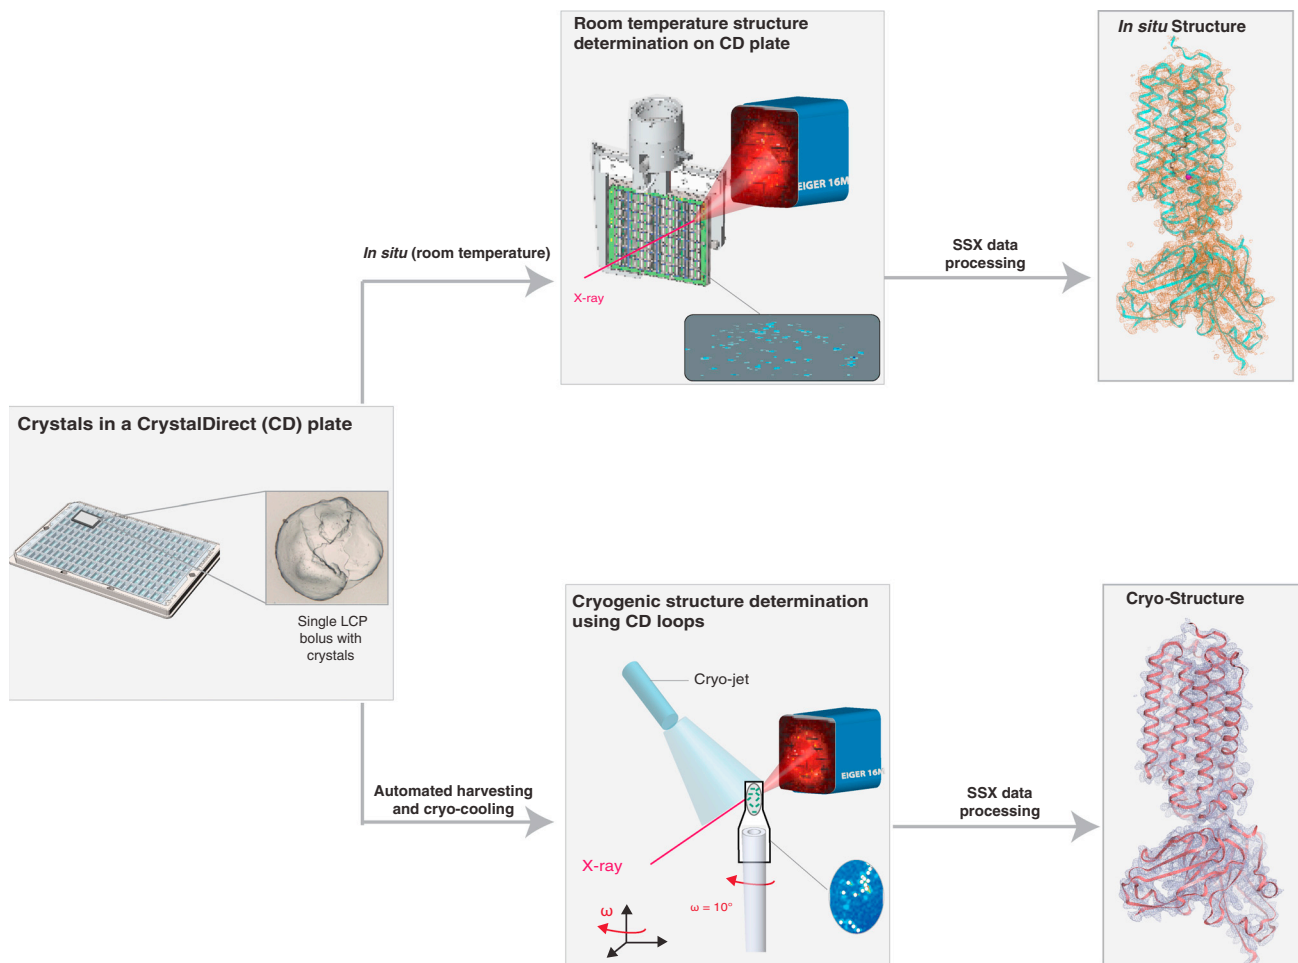 Room temperature structure
determination on CD plate
EIGER 16M
X-ray
In situ (room temperature)
SSX data
processing
In situ Structure
Crystals in a CrystalDirect (CD) plate
Single LCP
bolus with
crystals
Automated harvesting
and cryo-cooling
Cryogenic structure determination
using CD loops
Cryo-jet
EIGER 16M
X-ray
ω
ω = 10°
SSX data
processing
Cryo-Structure